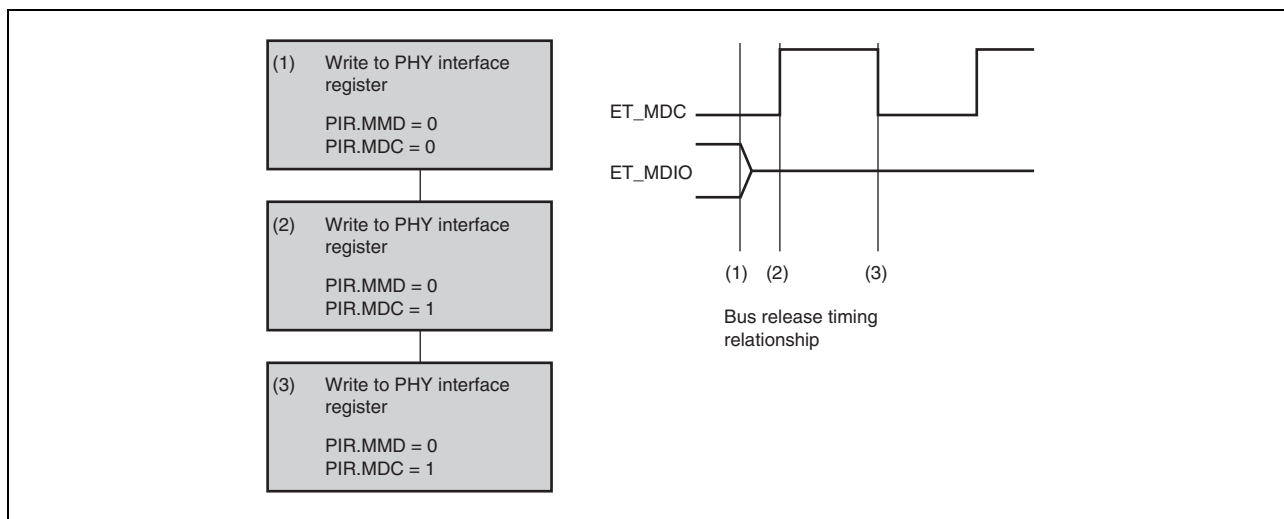 (1) Write to PHY interface
register
PIR.MMD = 0
PIR.MDC = 0
(2) Write to PHY interface
register
PIR.MMD = 0
PIR.MDC = 1
(3) Write to PHY interface
register
PIR.MMD = 0
PIR.MDC = 1
ET_MDC
ET_MDIO
(1) (2) (3)
Bus release timing
relationship